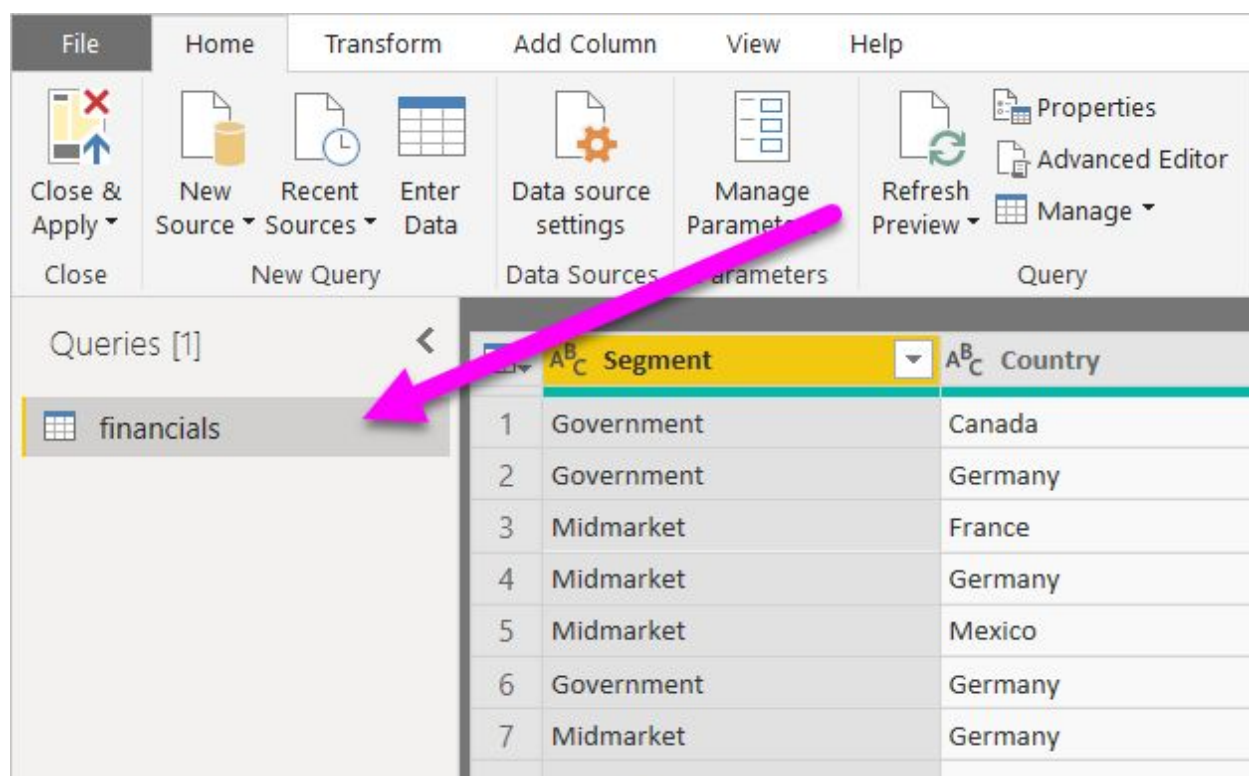 File Home Transform Add Column View Help
Properties
Advanced Editor
Close & New Recent Enter Data source Manage Refresh
Manage
Apply Source Sources Data settings Preview
Close New Query Data Sources Query
Queries [1]
ABC Segment ABC Country
financials
1 Government Canada
2 Government Germany
3 Midmarket France
4 Midmarket Germany
5 Midmarket Mexico
6 Government Germany
7 Midmarket Germany